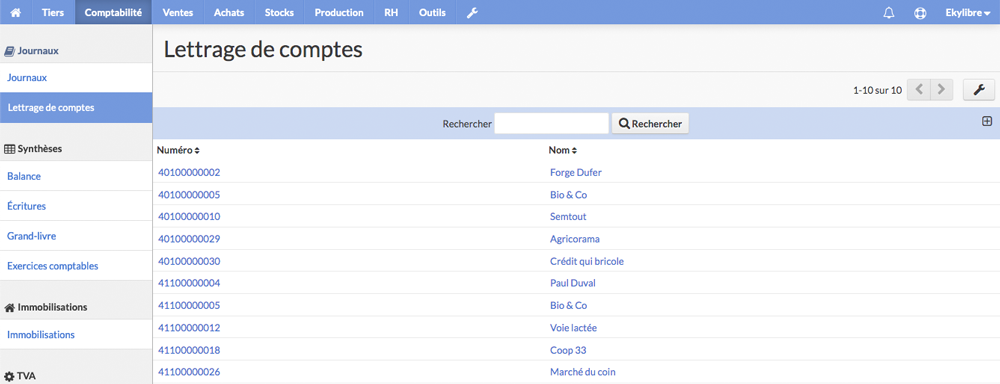 Tiers Comptabilité Ventes Achats Stocks Production RH Outils Ekylibre
Journaux
Journaux
Lettrage de comptes
Synthèses
Balance
Écritures
Grand-livre
Exercices comptables
Immobilisations
Immobilisations
TVA
Lettrage de comptes
1-10 sur 10
Rechercher Rechercher
Numéro Nom
40100000002 Forge Dufer
40100000005 Bio & Co
40100000010 Semtout
40100000029 Agricorama
40100000030 Crédit qui bricole
41100000004 Paul Duval
41100000005 Bio & Co
41100000012 Voie lactée
41100000018 Coop 33
41100000026 Marché du coin